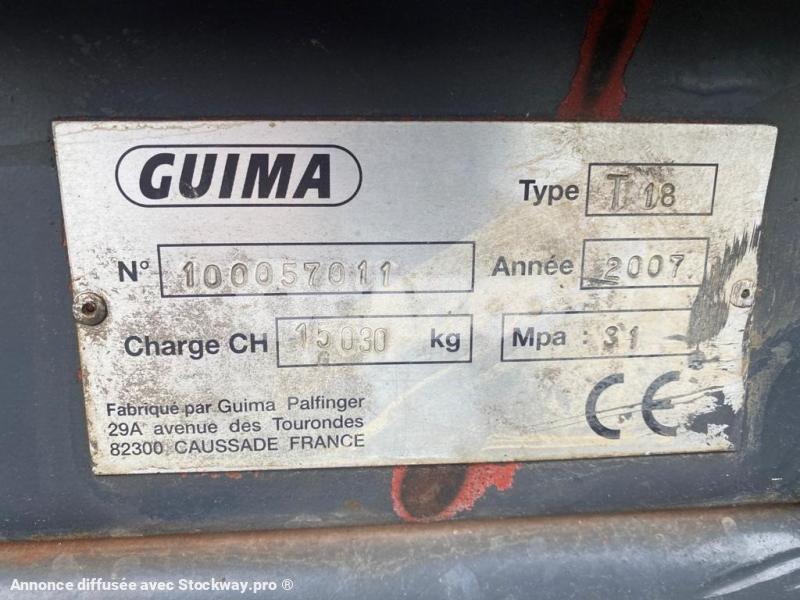 GUIMA
Type T 18
N° 100057011
Année 2007
Charge CH 15030 kg
Mpa : 31
Fabriqué par Guima Palfinger
29A avenue des Tourondes
82300 CAUSSADE FRANCE
CE
Annonce diffusée avec Stockway.pro ®